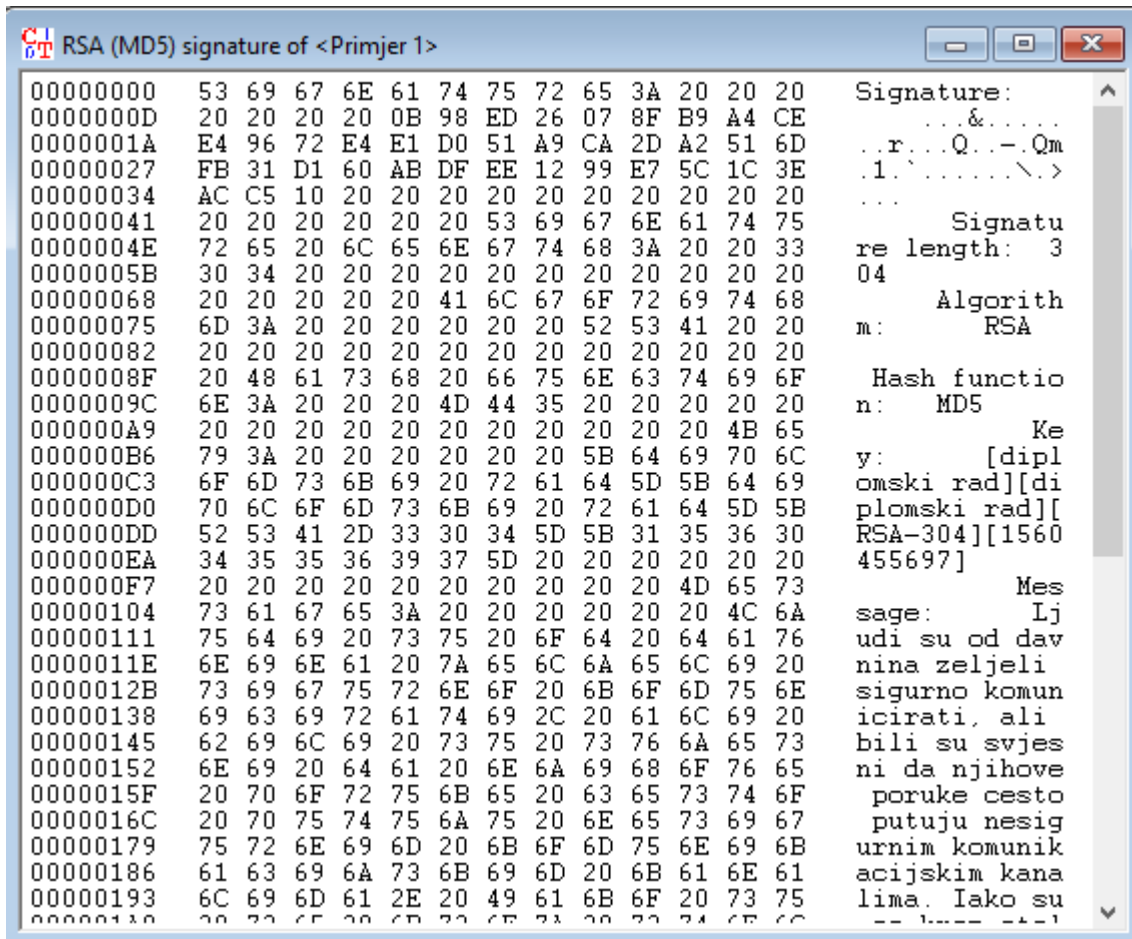 RSA (MD5) signature of <Primjer 1>
00000000 53 69 67 6E 61 74 75 72 65 3A 20 20 20 Signature:
0000000D 20 20 20 20 0B 98 ED 26 07 8F B9 A4 CE ...&.....
0000001A E4 96 72 E4 E1 D0 51 A9 CA 2D A2 51 6D ..r...Q..-.Qm
00000027 FB 31 D1 60 AB DF EE 12 99 E7 5C 1C 3E .1.`......\.>
00000034 AC C5 10 20 20 20 20 20 20 20 20 20 20 ...
00000041 20 20 20 20 20 20 53 69 67 6E 61 74 75 Signatu
0000004E 72 65 20 6C 65 6E 67 74 68 3A 20 20 33 re length: 3
0000005B 30 34 20 20 20 20 20 20 20 20 20 20 20 04
00000068 20 20 20 20 20 41 6C 67 6F 72 69 74 68 Algorith
00000075 6D 3A 20 20 20 20 20 20 52 53 41 20 20 m: RSA
00000082 20 20 20 20 20 20 20 20 20 20 20 20 20
0000008F 20 48 61 73 68 20 66 75 6E 63 74 69 6F Hash functio
0000009C 6E 3A 20 20 20 4D 44 35 20 20 20 20 20 n: MD5
000000A9 20 20 20 20 20 20 20 20 20 20 20 4B 65 Ke
000000B6 79 3A 20 20 20 20 20 20 5B 64 69 70 6C y: [dipl
000000C3 6F 6D 73 6B 69 20 72 61 64 5D 5B 64 69 omski rad][di
000000D0 70 6C 6F 6D 73 6B 69 20 72 61 64 5D 5B plomski rad][
000000DD 52 53 41 2D 33 30 34 5D 5B 31 35 36 30 RSA-304][1560
000000EA 34 35 35 36 39 37 5D 20 20 20 20 20 20 455697]
000000F7 20 20 20 20 20 20 20 20 20 20 4D 65 73 Mes
00000104 73 61 67 65 3A 20 20 20 20 20 20 4C 6A sage: Lj
00000111 75 64 69 20 73 75 20 6F 64 20 64 61 76 udi su od dav
0000011E 6E 69 6E 61 20 7A 65 6C 6A 65 6C 69 20 nina zeljeli
0000012B 73 69 67 75 72 6E 6F 20 6B 6F 6D 75 6E sigurno komun
00000138 69 63 69 72 61 74 69 2C 20 61 6C 69 20 icirati, ali
00000145 62 69 6C 69 20 73 75 20 73 76 6A 65 73 bili su svjes
00000152 6E 69 20 64 61 20 6E 6A 69 68 6F 76 65 ni da njihove
0000015F 20 70 6F 72 75 6B 65 20 63 65 73 74 6F poruke cesto
0000016C 20 70 75 74 75 6A 75 20 6E 65 73 69 67 putuju nesig
00000179 75 72 6E 69 6D 20 6B 6F 6D 75 6E 69 6B urnim komunik
00000186 61 63 69 6A 73 6B 69 6D 20 6B 61 6E 61 acijskim kana
00000193 6C 69 6D 61 2E 20 49 61 6B 6F 20 73 75 lima. Iako su